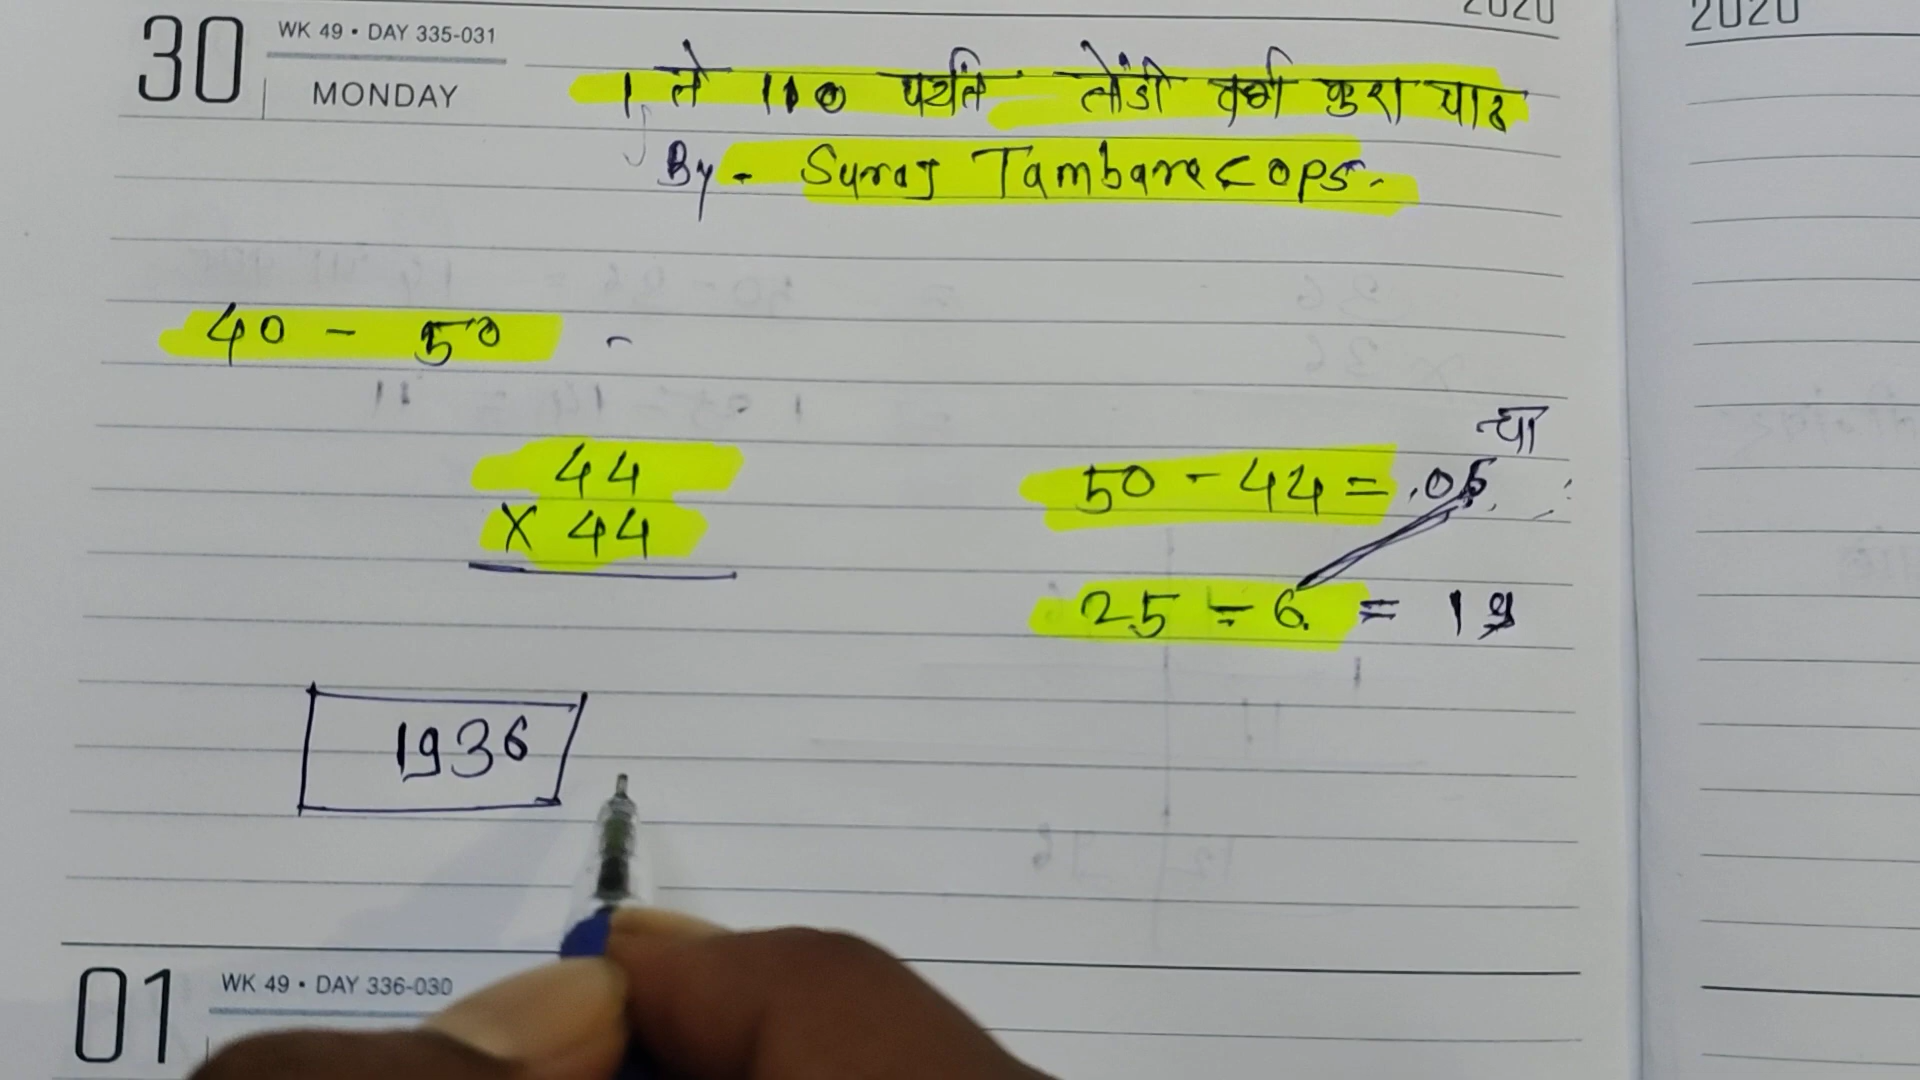 2020
2020
30 WK 49 • DAY 335-031
MONDAY
1 ते 110 पर्यंत तोंडी वर्ग करा पाठ
By - Suraj Tambare COPS.
40 - 50 -
चा
44
50 - 44 = .06
X 44
25 - 6. = 19
1936
01 WK 49 • DAY 336-030